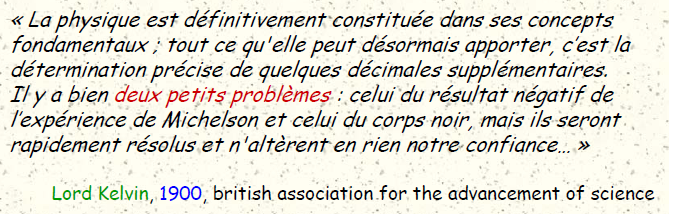 « La physique est définitivement constituée dans ses concepts
fondamentaux ; tout ce qu'elle peut désormais apporter, c’est la
détermination précise de quelques décimales supplémentaires.
Il y a bien deux petits problèmes : celui du résultat négatif de
l’expérience de Michelson et celui du corps noir, mais ils seront
rapidement résolus et n'altèrent en rien notre confiance… »
Lord Kelvin, 1900, british association for the advancement of science